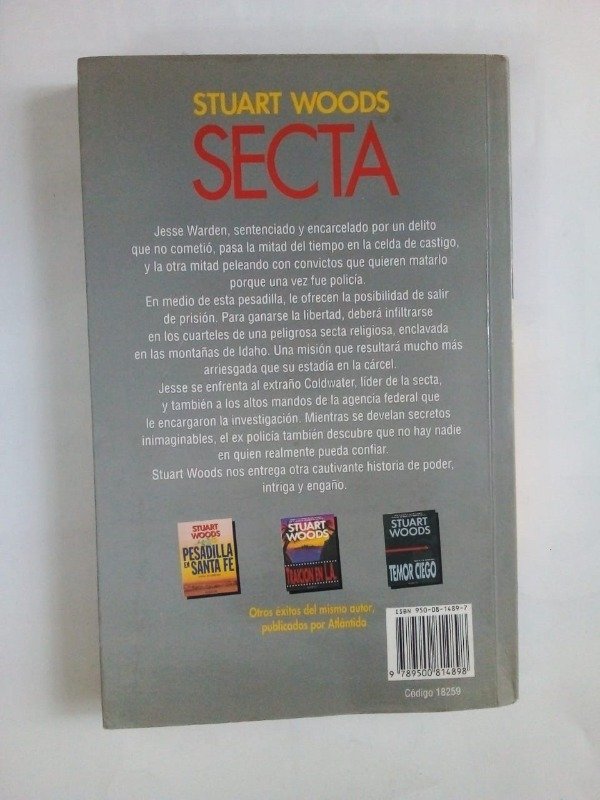 STUART WOODS
SECTA
Jesse Warden, sentenciado y encarcelado por un delito
que no cometió, pasa la mitad del tiempo en la celda de castigo,
y la otra mitad peleando con convictos que quieren matarlo
porque una vez fue policía.
En medio de esta pesadilla, le ofrecen la posibilidad de salir
de prisión. Para ganarse la libertad, deberá infiltrarse
en los cuarteles de una peligrosa secta religiosa, enclavada
en las montañas de Idaho. Una misión que resultará mucho más
arriesgada que su estadía en la cárcel.
Jesse se enfrenta al extraño Coldwater, líder de la secta,
y también a los altos mandos de la agencia federal que
le encargaron la investigación. Mientras se develan secretos
inimaginables, el ex policía también descubre que no hay nadie
en quien realmente pueda confiar.
Stuart Woods nos entrega otra cautivante historia de poder,
intriga y engaño.
STUART
WOODS
PESADILLA
EN
SANTA FE
STUART
WOODS
TRAICION EN L.A.
STUART
WOODS
TEMOR CIEGO
Otros éxitos del mismo autor,
publicados por Atlántida
ISBN 950-08-1489-7
9 789500 814898
Código 18259